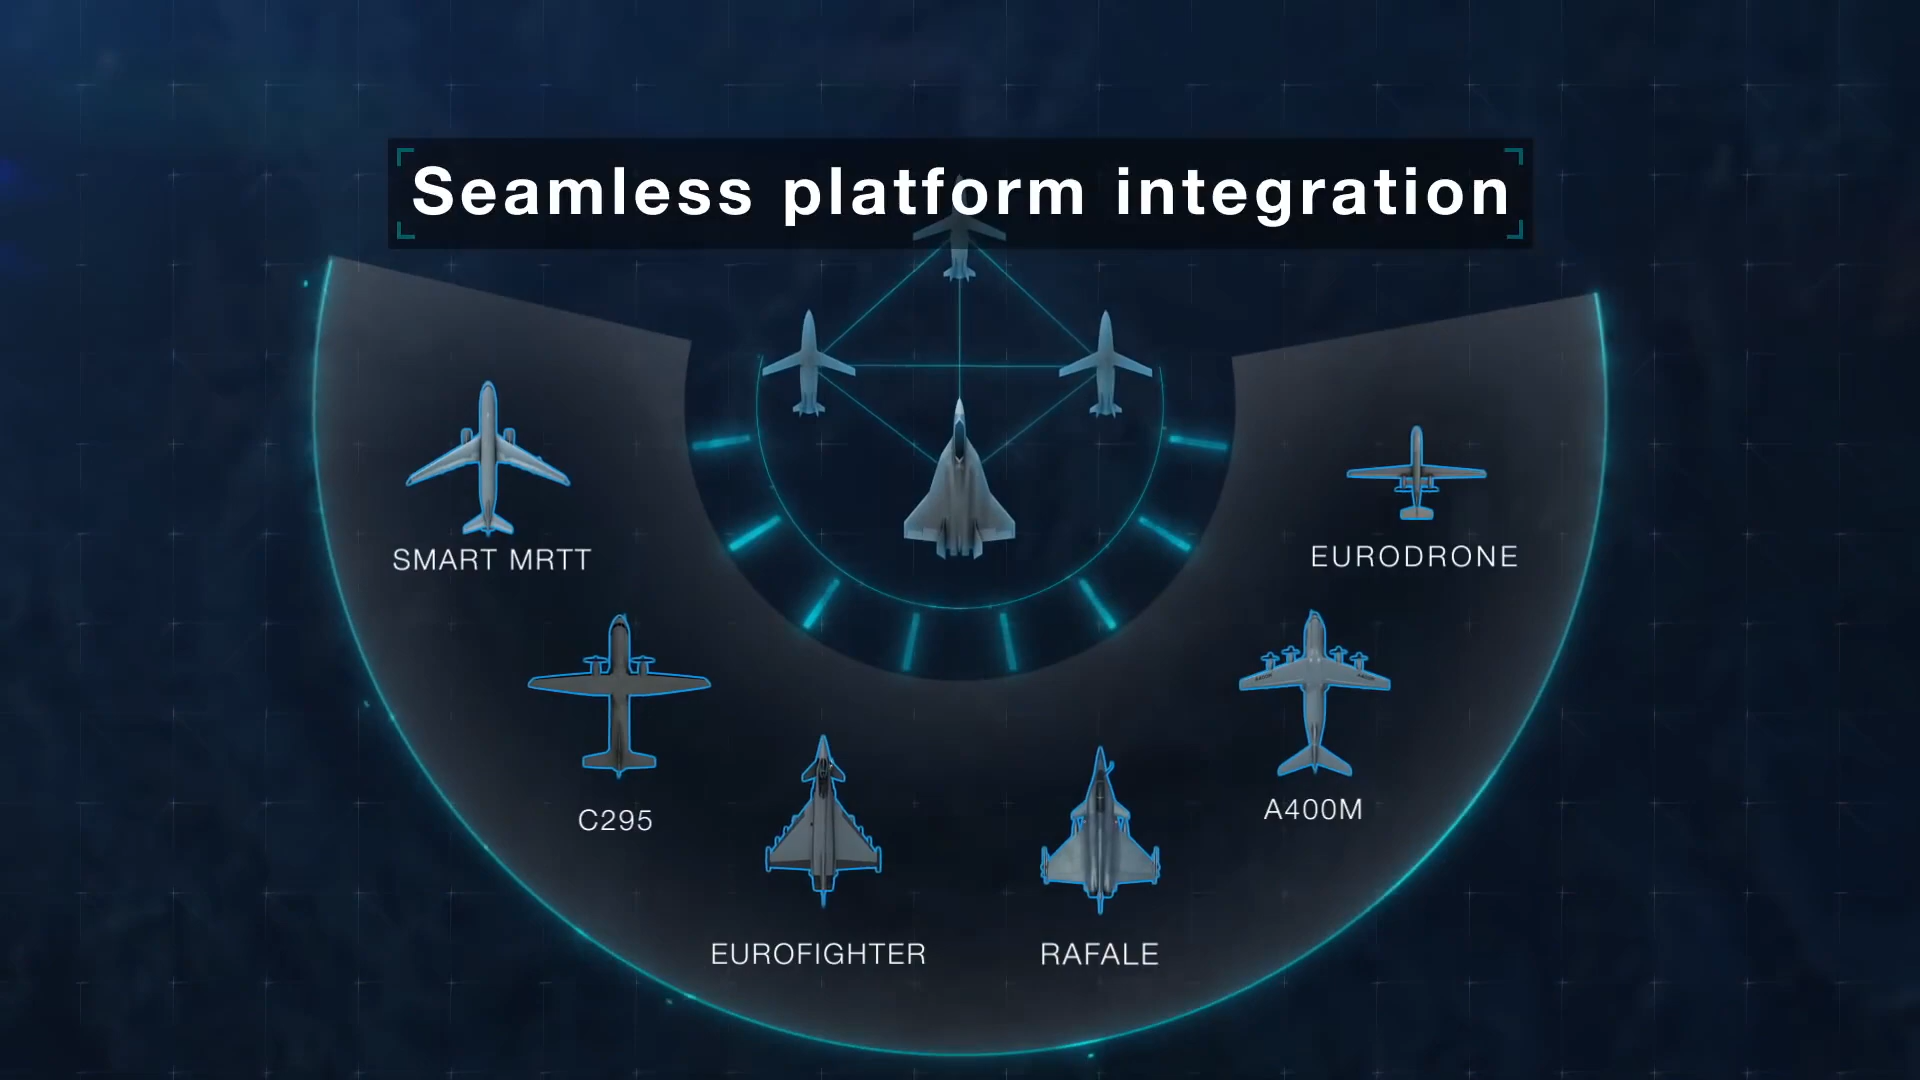 Seamless platform integration
SMART MRTT
EURODRONE
C295
A400M
EUROFIGHTER
RAFALE